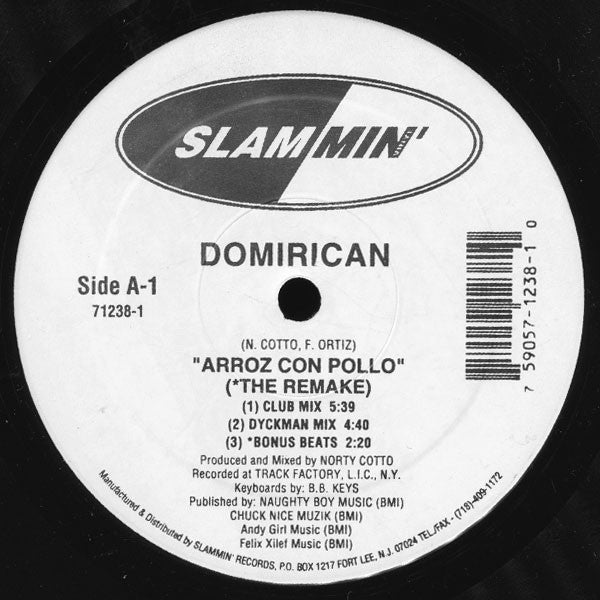 SLAMMIN'
DOMIRICAN
Side A-1
71238-1
7 59057-1238-1 0
(N. COTTO, F. ORTIZ)
"ARROZ CON POLLO"
(*THE REMAKE)
(1) CLUB MIX 5:39
(2) DYCKMAN MIX 4:40
(3) *BONUS BEATS 2:20
Produced and Mixed by NORTY COTTO
Recorded at TRACK FACTORY, L.I.C., N.Y.
Keyboards by: B.B. KEYS
Published by: NAUGHTY BOY MUSIC (BMI)
CHUCK NICE MUZIK (BMI)
Andy Girl Music (BMI)
Felix Xilef Music (BMI)
Manufactured & Distributed by SLAMMIN' RECORDS, P.O. BOX 1217 FORT LEE, N.J. 07024 TEL./FAX - (718)-409-1172